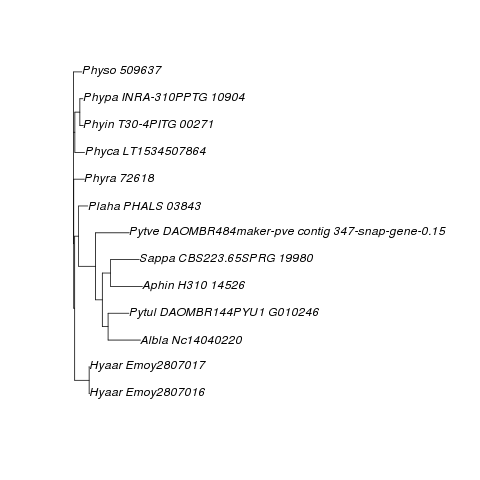 Physo 509637
Phypa INRA-310PPTG 10904
Phyin T30-4PITG 00271
Phyca LT1534507864
Phyra 72618
Plaha PHALS 03843
Pytve DAOMBR484maker-pve contig 347-snap-gene-0.15
Sappa CBS223.65SPRG 19980
Aphin H310 14526
Pytul DAOMBR144PYU1 G010246
Albla Nc14040220
Hyaar Emoy2807017
Hyaar Emoy2807016